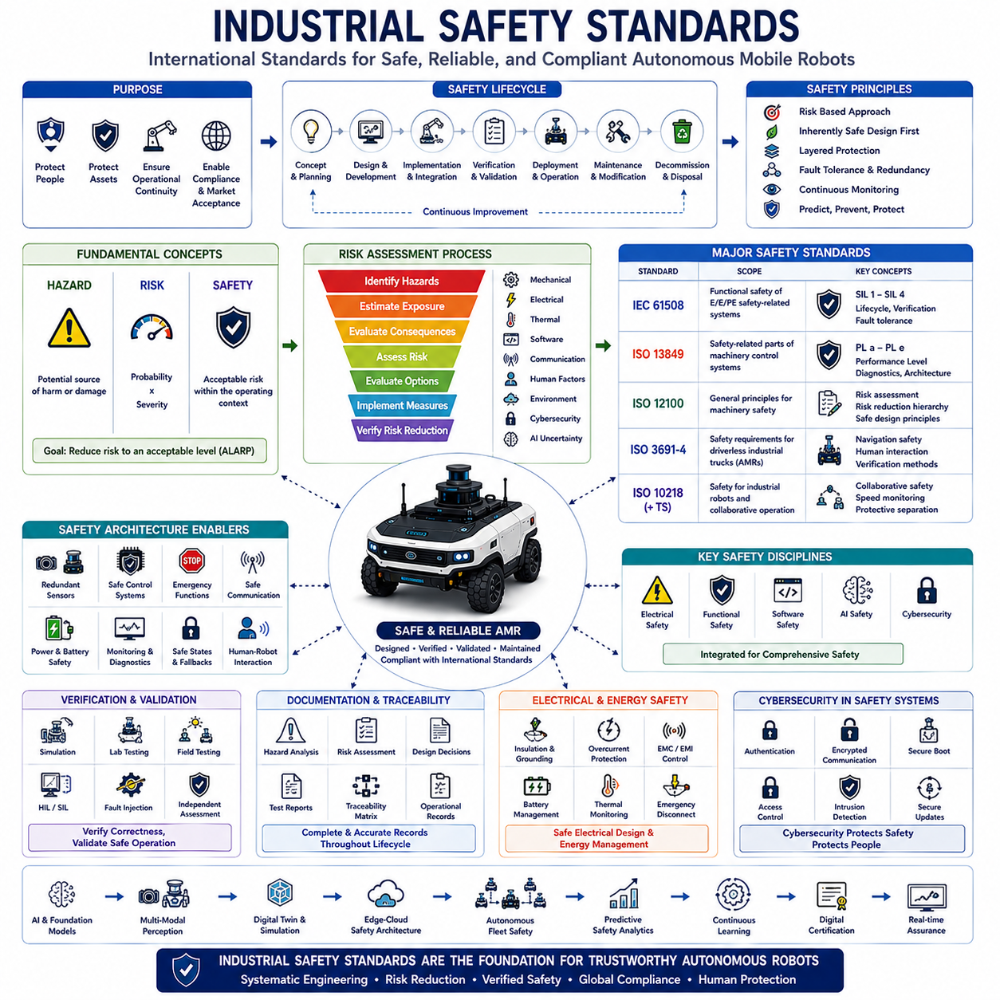 INDUSTRIAL SAFETY STANDARDS
International Standards for Safe, Reliable, and Compliant Autonomous Mobile Robots
PURPOSE
Protect
People
Protect
Assets
Ensure
Operational
Continuity
Enable
Compliance
& Market
Acceptance
SAFETY LIFECYCLE
Concept
& Planning
Design &
Development
Implementation
& Integration
Verification
& Validation
Deployment
& Operation
Maintenance
& Modification
Decommission
& Disposal
Continuous Improvement
SAFETY PRINCIPLES
Risk Based Approach
Inherently Safe Design First
Layered Protection
Fault Tolerance & Redundancy
Continuous Monitoring
Predict, Prevent, Protect
FUNDAMENTAL CONCEPTS
HAZARD
Potential source
of harm or damage
RISK
Probability
x
Severity
SAFETY
Acceptable risk
within the operating
context
Goal: Reduce risk to an acceptable level (ALARP)
RISK ASSESSMENT PROCESS
Identify Hazards
Estimate Exposure
Evaluate Consequences
Assess Risk
Evaluate Options
Implement Measures
Verify Risk Reduction
Mechanical
Electrical
Thermal
Software
Communication
Human Factors
Environment
Cybersecurity
AI Uncertainty
MAJOR SAFETY STANDARDS
STANDARD
SCOPE
KEY CONCEPTS
IEC 61508
Functional safety of
E/E/PE safety-related
systems
SIL 1 – SIL 4
Lifecycle, Verification
Fault tolerance
ISO 13849
Safety-related parts of
machinery control
systems
PL a – PL e
Performance Level
Diagnostics, Architecture
ISO 12100
General principles for
machinery safety
Risk assessment
Risk reduction hierarchy
Safe design principles
ISO 3691-4
Safety requirements for
driverless industrial
trucks (AMRs)
Navigation safety
Human interaction
Verification methods
ISO 10218
(+ TS)
Safety for industrial
robots and
collaborative operation
Collaborative safety
Speed monitoring
Protective separation
SAFETY ARCHITECTURE ENABLERS
Redundant
Sensors
Safe Control
Systems
STOP
Emergency
Functions
Safe
Communication
Power & Battery
Safety
Monitoring &
Diagnostics
Safe States
& Fallbacks
Human-Robot
Interaction
SAFE & RELIABLE AMR
Designed • Verified • Validated • Maintained
Compliant with International Standards
KEY SAFETY DISCIPLINES
Electrical
Safety
Functional
Safety
Software
Safety
AI Safety
Cybersecurity
Integrated for Comprehensive Safety
VERIFICATION & VALIDATION
Simulation
Lab Testing
Field Testing
HIL / SIL
Fault Injection
Independent
Assessment
Verify Correctness,
Validate Safe Operation
DOCUMENTATION & TRACEABILITY
Hazard Analysis
Risk Assessment
Design Decisions
Test Reports
Traceability
Matrix
Operational
Records
Complete & Accurate Records
Throughout Lifecycle
ELECTRICAL & ENERGY SAFETY
Insulation &
Grounding
Overcurrent
Protection
EMC / EMI
Control
Battery
Management
Thermal
Monitoring
Emergency
Disconnect
Safe Electrical Design &
Energy Management
CYBERSECURITY IN SAFETY SYSTEMS
Authentication
Encrypted
Communication
Secure Boot
Access
Control
Intrusion
Detection
Secure
Updates
Cybersecurity Protects Safety
Protects People
AI & Foundation
Models
Multi-Modal
Perception
Digital Twin &
Simulation
Edge-Cloud
Safety Architecture
Autonomous
Fleet Safety
Predictive
Safety Analytics
Continuous
Learning
Digital
Certification
Real-time
Assurance
INDUSTRIAL SAFETY STANDARDS ARE THE FOUNDATION FOR TRUSTWORTHY AUTONOMOUS ROBOTS
Systematic Engineering • Risk Reduction • Verified Safety • Global Compliance • Human Protection